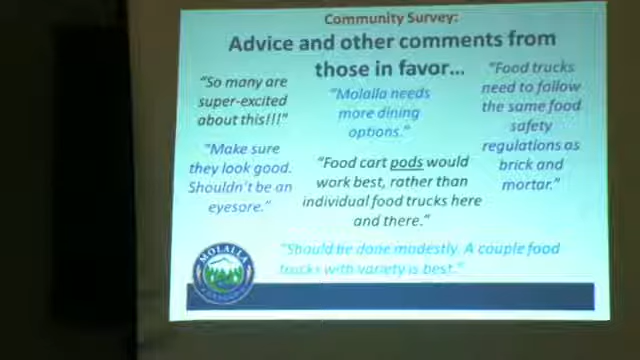 Community Survey:
Advice and other comments from
those in favor...
"So many are
super-excited
about this!!!"
"Molalla needs
more dining
options."
"Food trucks
need to follow
the same food
safety
regulations as
brick and
mortar."
"Make sure
they look good.
Shouldn't be an
eyesore."
"Food cart pods would
work best, rather than
individual food trucks here
and there."
"Should be done modestly. A couple food
trucks with variety is best."
MOLALLA